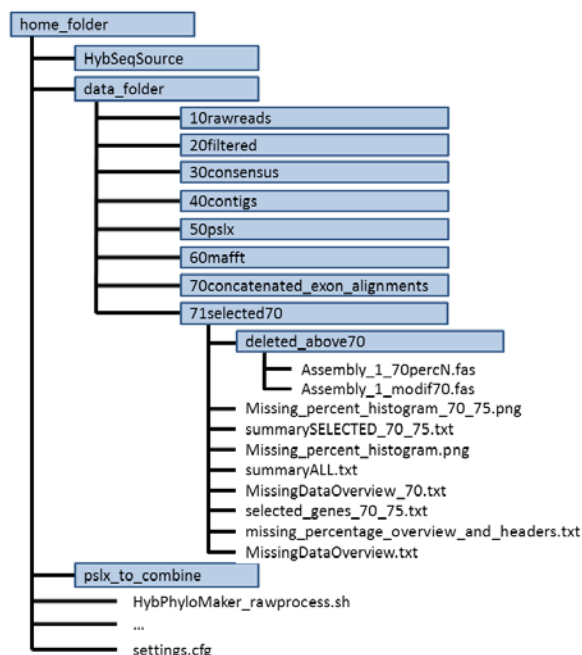 home_folder
HybSeqSource
data_folder
10rawreads
20filtered
30consensus
40contigs
50pslx
60mafft
70concatenated_exon_alignments
71selected70
deleted_above70
Assembly_1_70percN.fas
Assembly_1_modif70.fas
Missing_percent_histogram_70_75.png
summarySELECTED_70_75.txt
Missing_percent_histogram.png
summaryALL.txt
MissingDataOverview_70.txt
selected_genes_70_75.txt
missing_percentage_overview_and_headers.txt
MissingDataOverview.txt
pslx_to_combine
HybPhyloMaker_rawprocess.sh
...
settings.cfg